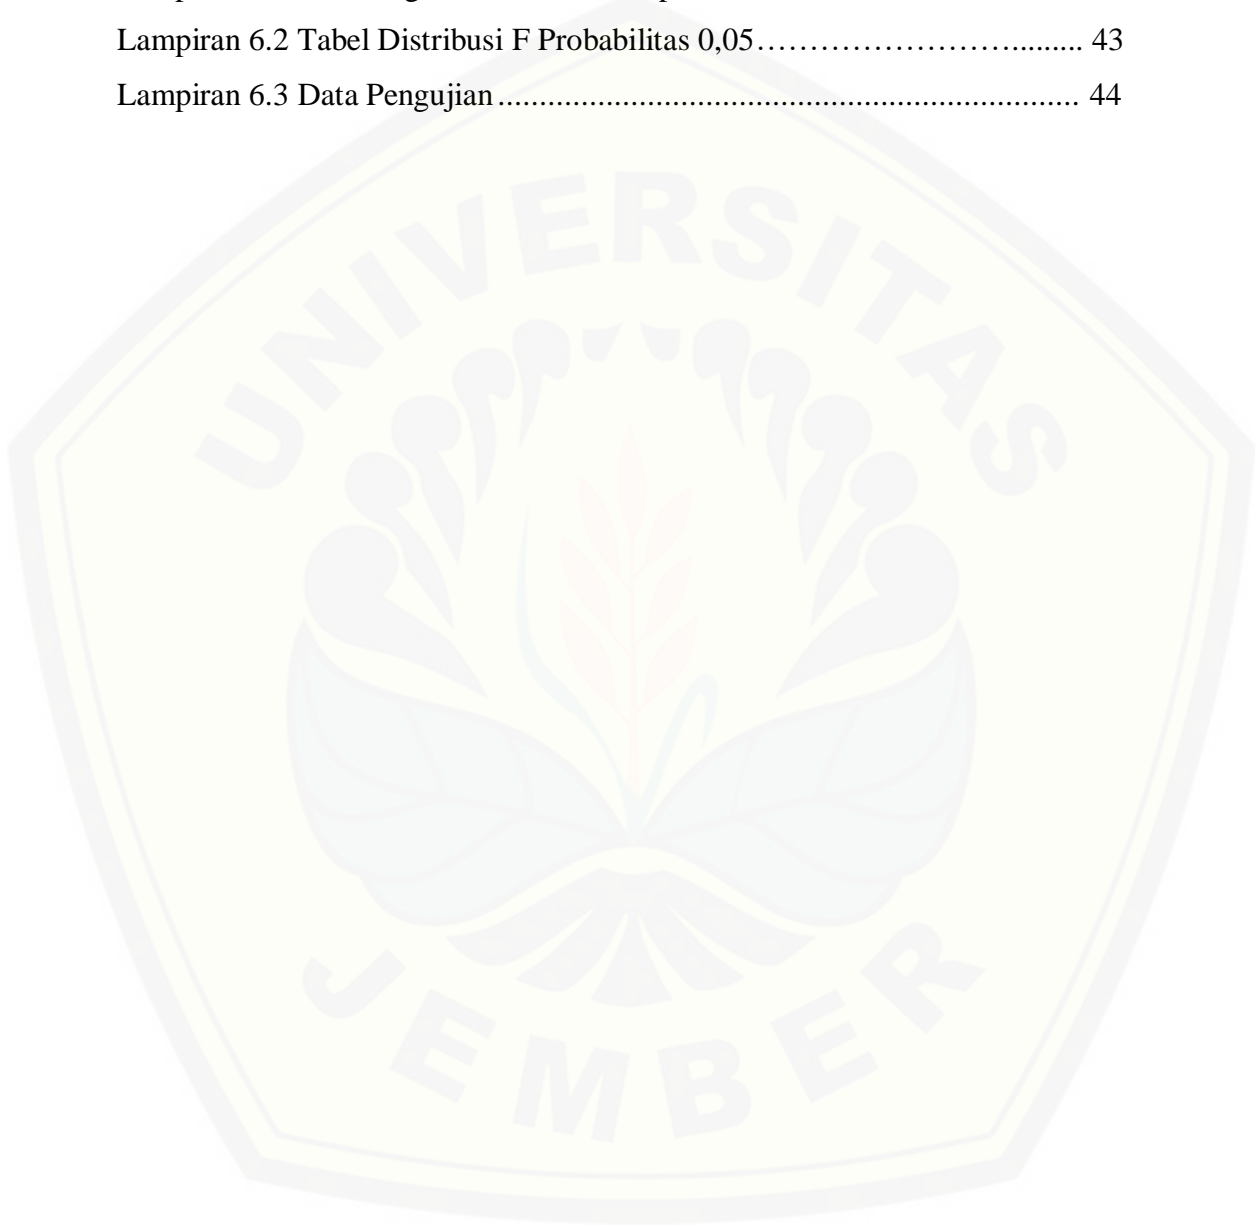 Lampiran 6.2 Tabel Distribusi F Probabilitas 0,05……………………......... 43
Lampiran 6.3 Data Pengujian ....................................................................... 44
UNIVERSITAS
JEMBER